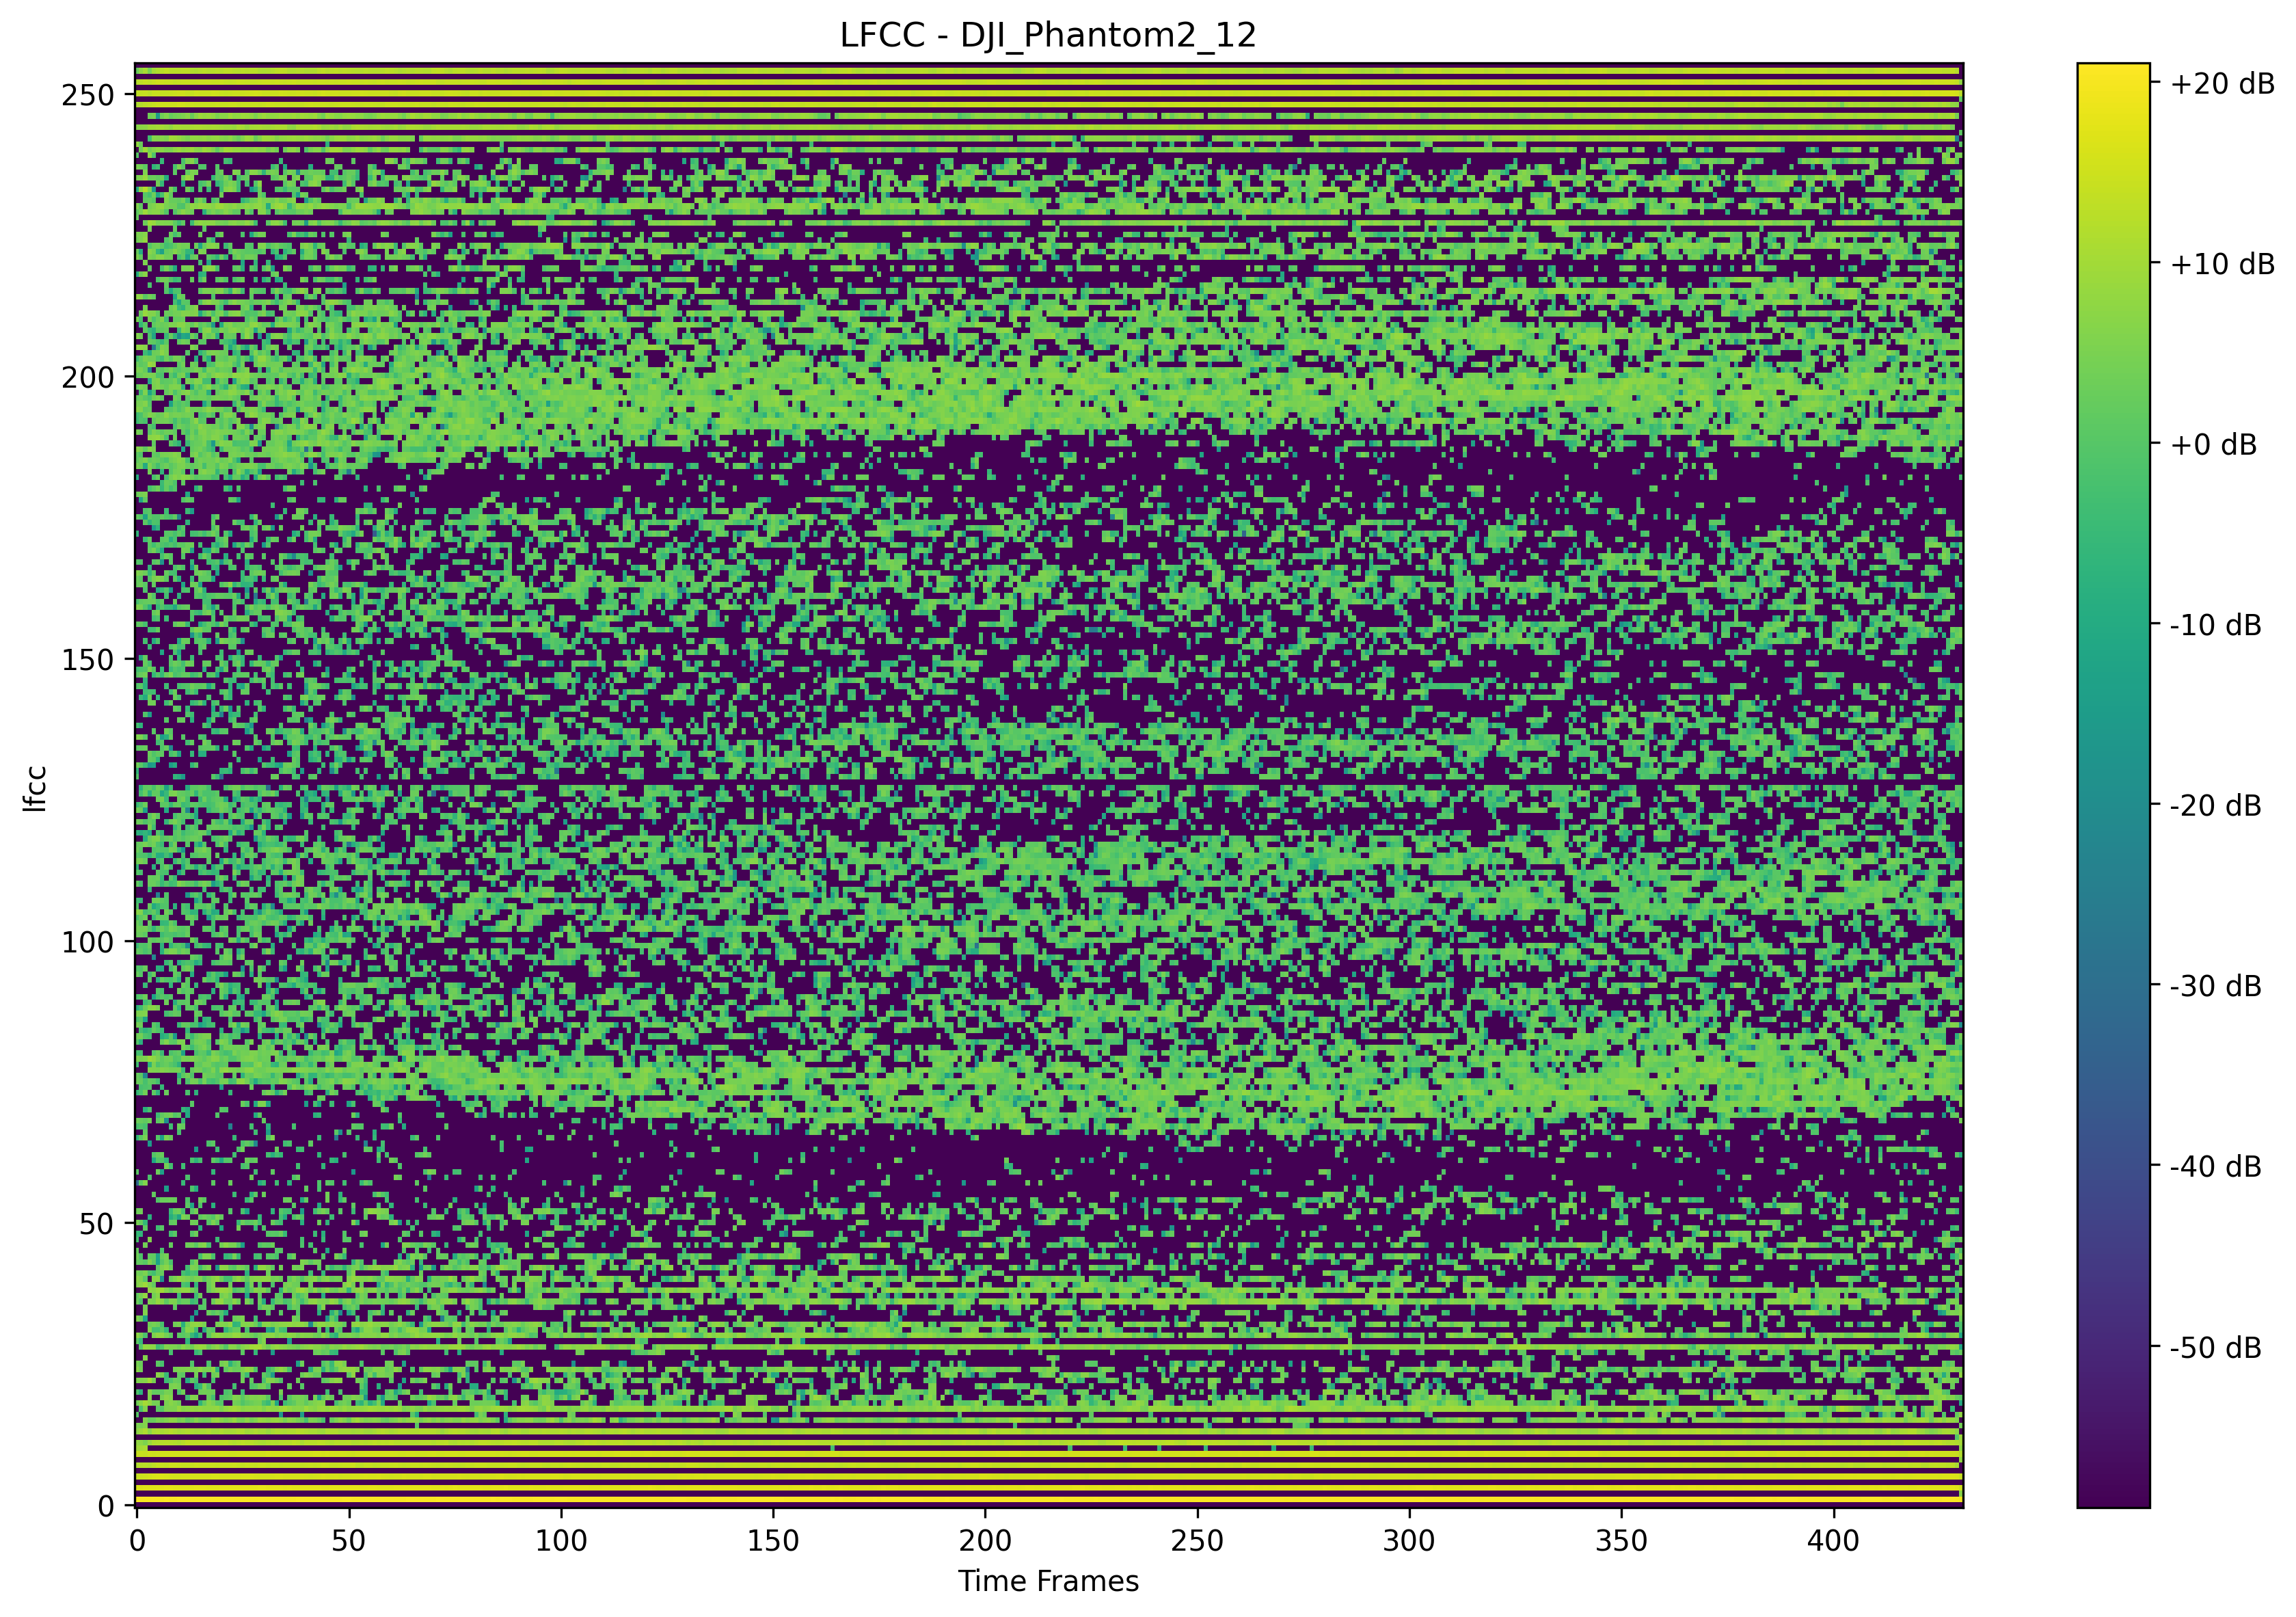 LFCC - DJI_Phantom2_12
250
200
150
100
50
0
lfcc
0 50 100 150 200 250 300 350 400
Time Frames
+20 dB
+10 dB
+0 dB
-10 dB
-20 dB
-30 dB
-40 dB
-50 dB